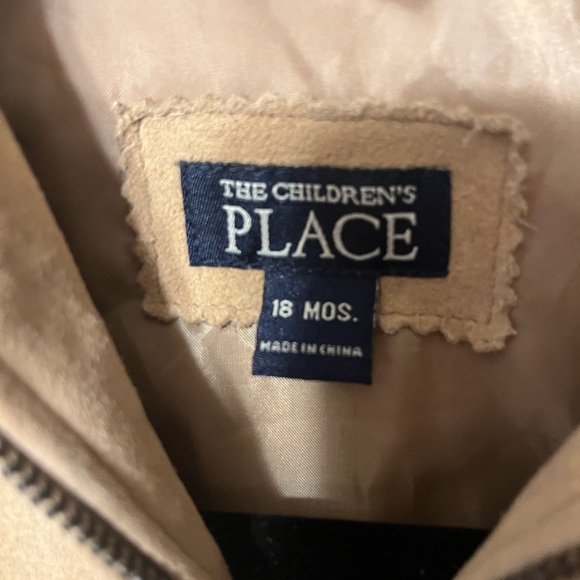 THE CHILDREN'S
PLACE
18 MOS.
MADE IN CHINA